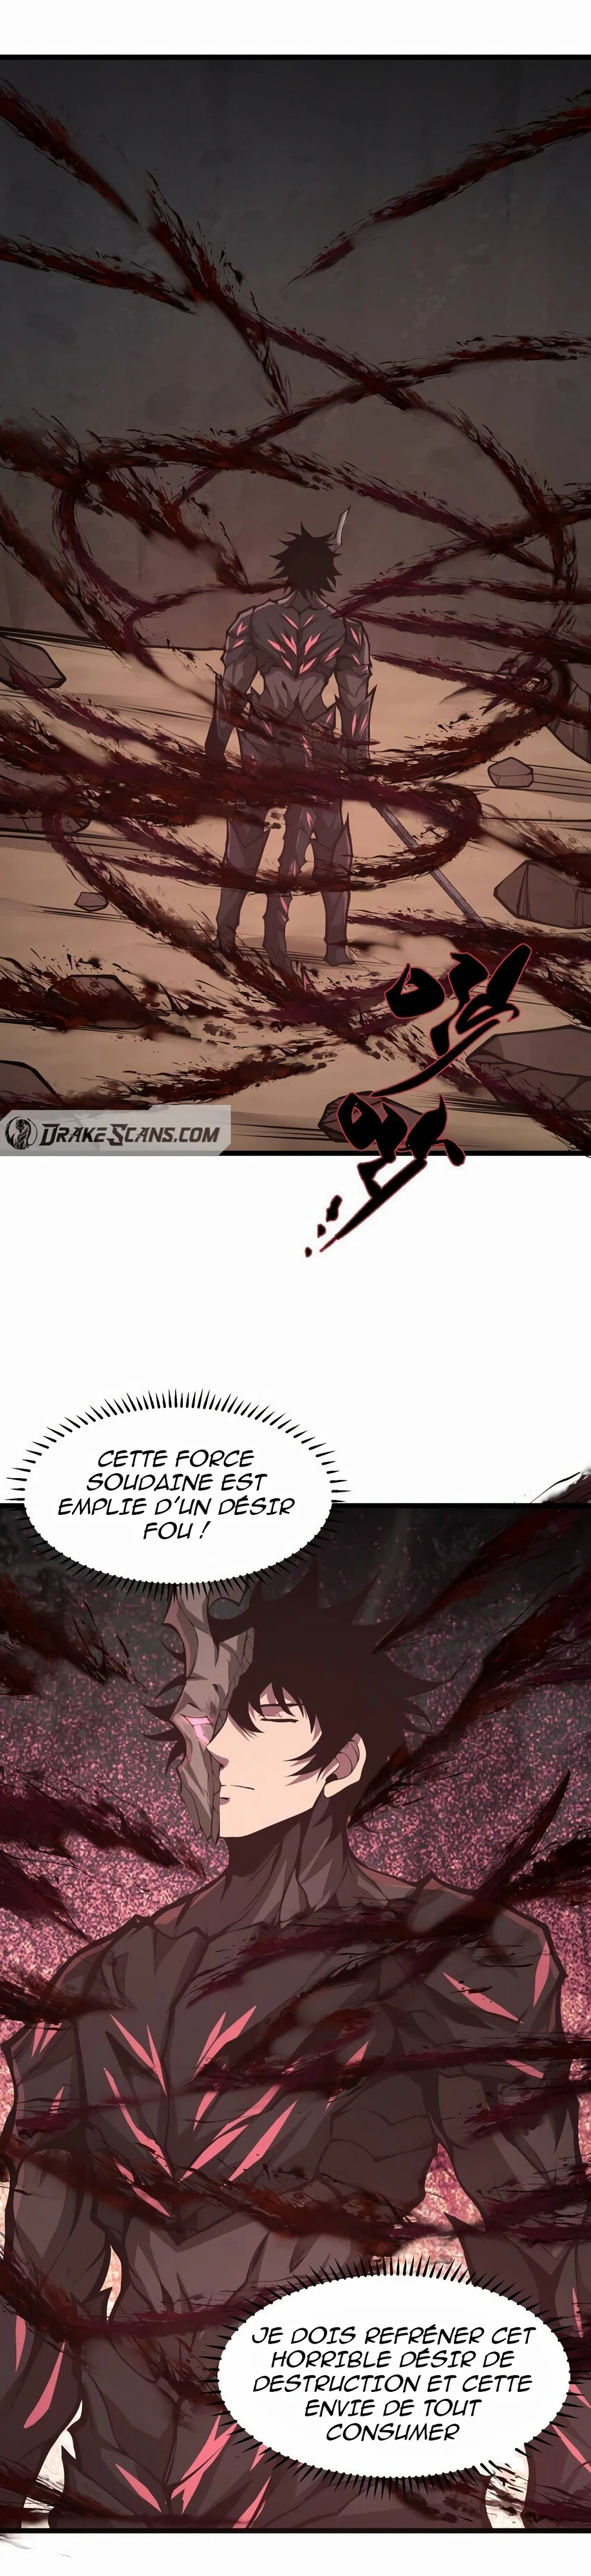 DRAKESCANS.COM
CETTE FORCE
SOUDAINE EST
EMPLIE D'UN DÉSIR
FOU !
JE DOIS REFRÉNER CET
HORRIBLE DÉSIR DE
DESTRUCTION ET CETTE
ENVIE DE TOUT
CONSUMER